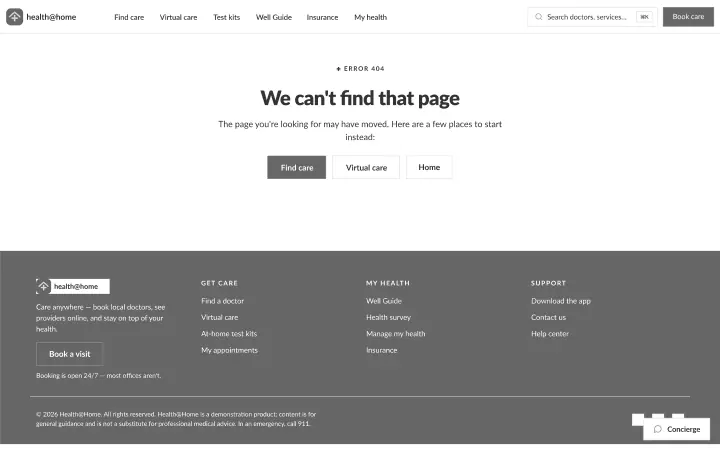 health@home
Find care
Virtual care
Test kits
Well Guide
Insurance
My health
Search doctors, services...
⌘K
Book care
+ ERROR 404
We can't find that page
The page you're looking for may have moved. Here are a few places to start
instead:
Find care
Virtual care
Home
health@home
Care anywhere — book local doctors, see
providers online, and stay on top of your
health.
Book a visit
Booking is open 24/7 — most offices aren't.
GET CARE
Find a doctor
Virtual care
At-home test kits
My appointments
MY HEALTH
Well Guide
Health survey
Manage my health
Insurance
SUPPORT
Download the app
Contact us
Help center
© 2026 Health@Home. All rights reserved. Health@Home is a demonstration product; content is for
general guidance and is not a substitute for professional medical advice. In an emergency, call 911.
Concierge